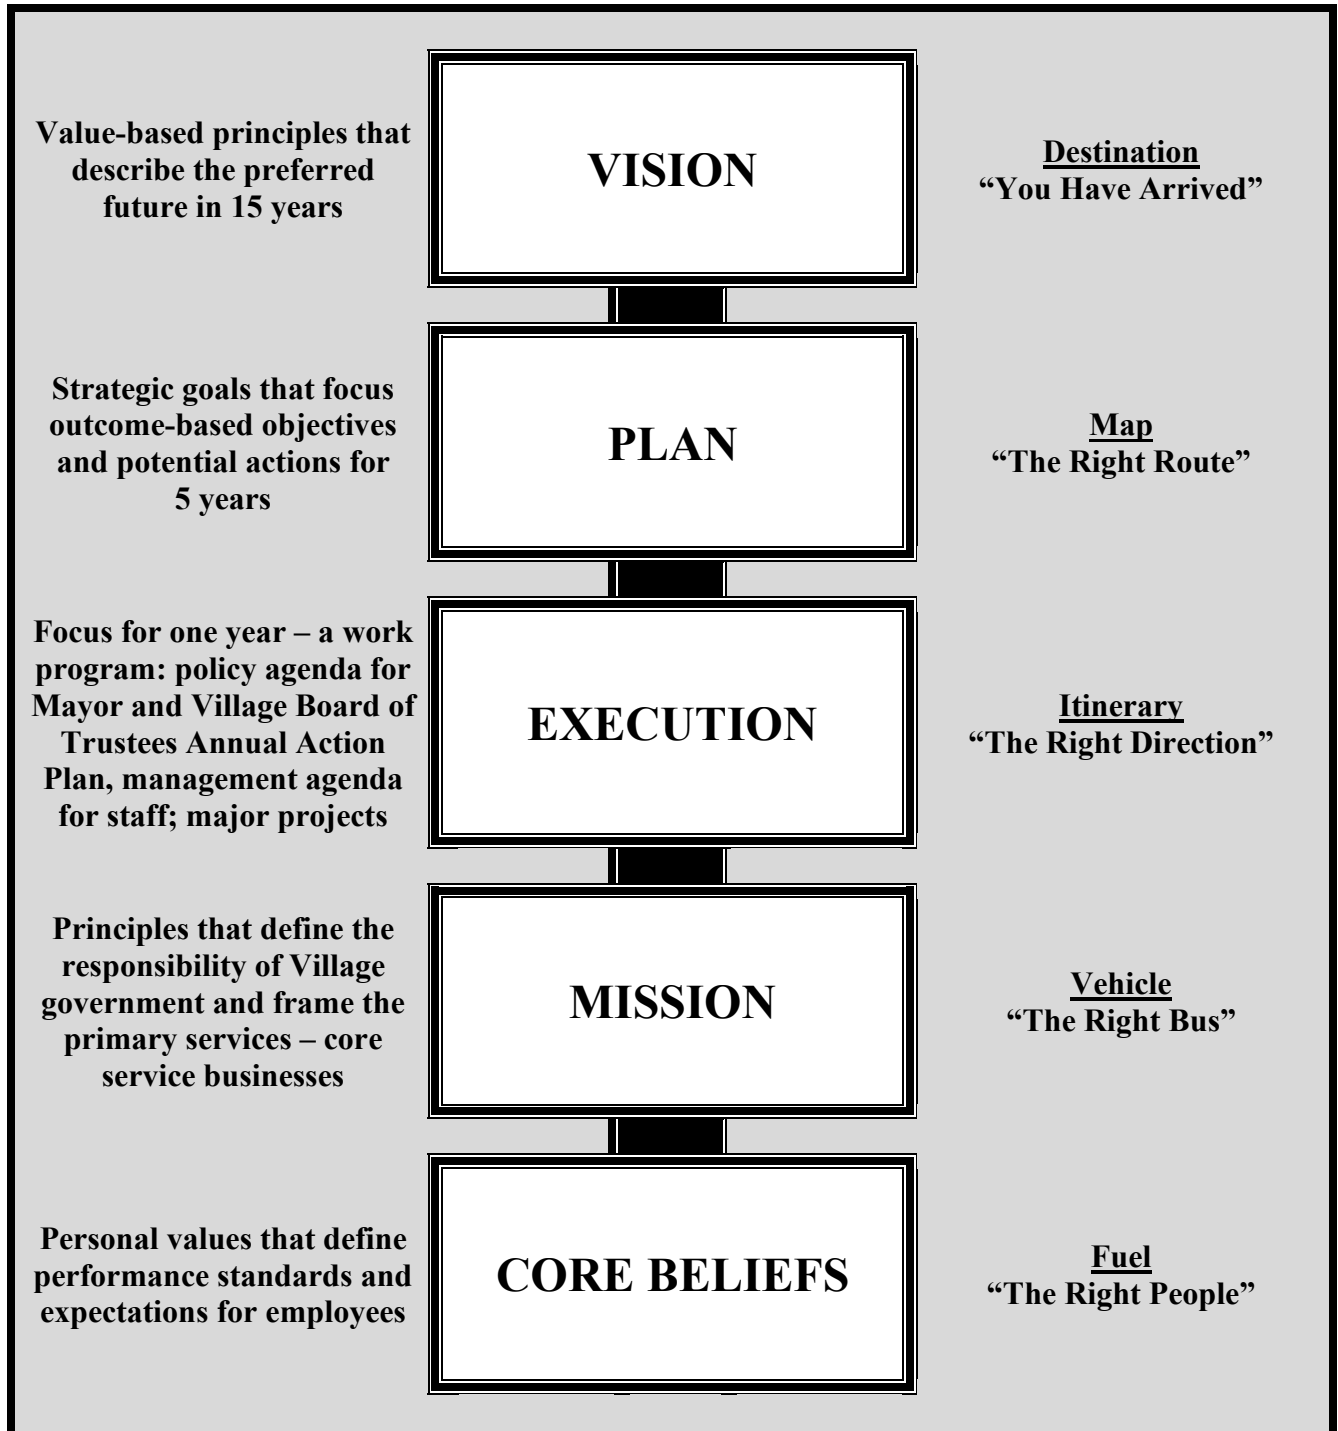 Value-based principles that
describe the preferred
future in 15 years
VISION
Destination
“You Have Arrived”
Strategic goals that focus
outcome-based objectives
and potential actions for
5 years
PLAN
Map
“The Right Route”
Focus for one year – a work
program: policy agenda for
Mayor and Village Board of
Trustees Annual Action
Plan, management agenda
for staff; major projects
EXECUTION
Itinerary
“The Right Direction”
Principles that define the
responsibility of Village
government and frame the
primary services – core
service businesses
MISSION
Vehicle
“The Right Bus”
Personal values that define
performance standards and
expectations for employees
CORE BELIEFS
Fuel
“The Right People”